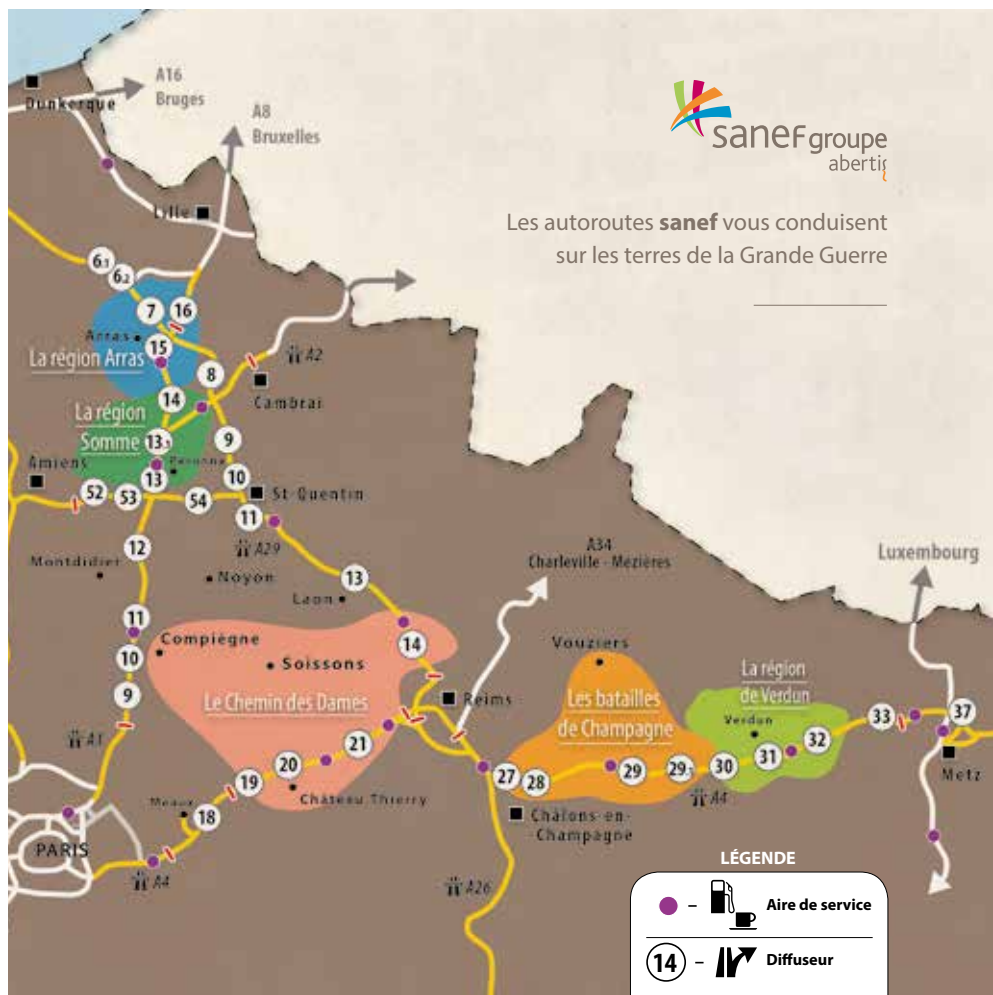 A16
Bruges
Dunkerque
A8
Bruxelles
sanef groupe
abertis
Lille
Les autoroutes sanef vous conduisent
sur les terres de la Grande Guerre
6.1
6.2
7
16
Arras
15
La région Arras
8
A2
14
Cambrai
La région
Somme
13.1
9
Amiens
Péronne
13
10
52
53
54
St Quentin
11
12
A29
A34
Charleville - Mezières
Luxembourg
Montdidier
Noyon
13
Laon
11
14
Compiègne
Vouziers
10
Soissons
La région
de Verdun
9
Le Chemin des Dames
Reims
Les batailles
de Champagne
Verdun
33
37
A1
21
32
31
20
27
28
29
29.1
30
Metz
19
Château Thierry
A4
Meaux
18
Châlons-en-
-Champagne
PARIS
A4
A26
LÉGENDE
– Aire de service
14 – Diffuseur